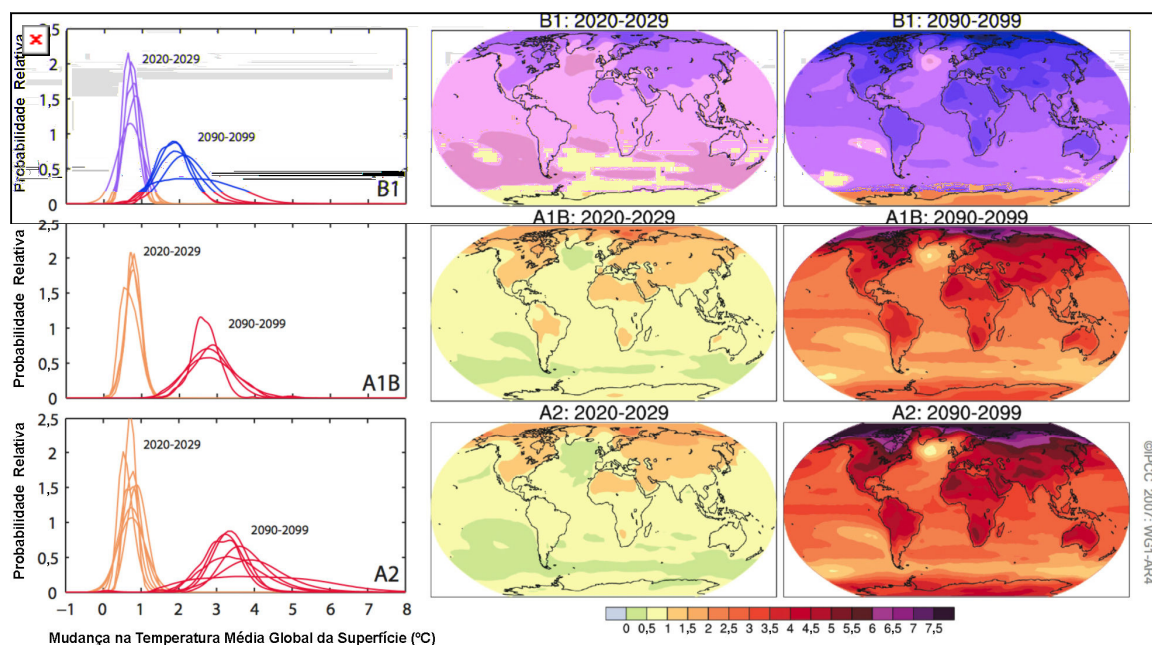 B1: 2020-2029
B1: 2090-2099
Probabilidade Relativa
2,5
2
1,5
1
0,5
0
2020-2029
2090-2099
B1
A1B: 2020-2029
A1B: 2090-2099
Probabilidade Relativa
2,5
2
1,5
1
0,5
0
2020-2029
2090-2099
A1B
A2: 2020-2029
A2: 2090-2099
Probabilidade Relativa
2,5
2
1,5
1
0,5
0
2020-2029
2090-2099
A2
-1 0 1 2 3 4 5 6 7 8
Mudança na Temperatura Média Global da Superfície (ºC)
0 0,5 1 1,5 2 2,5 3 3,5 4 4,5 5 5,5 6 6,5 7 7,5
©IPCC 2007: WG1-AR4